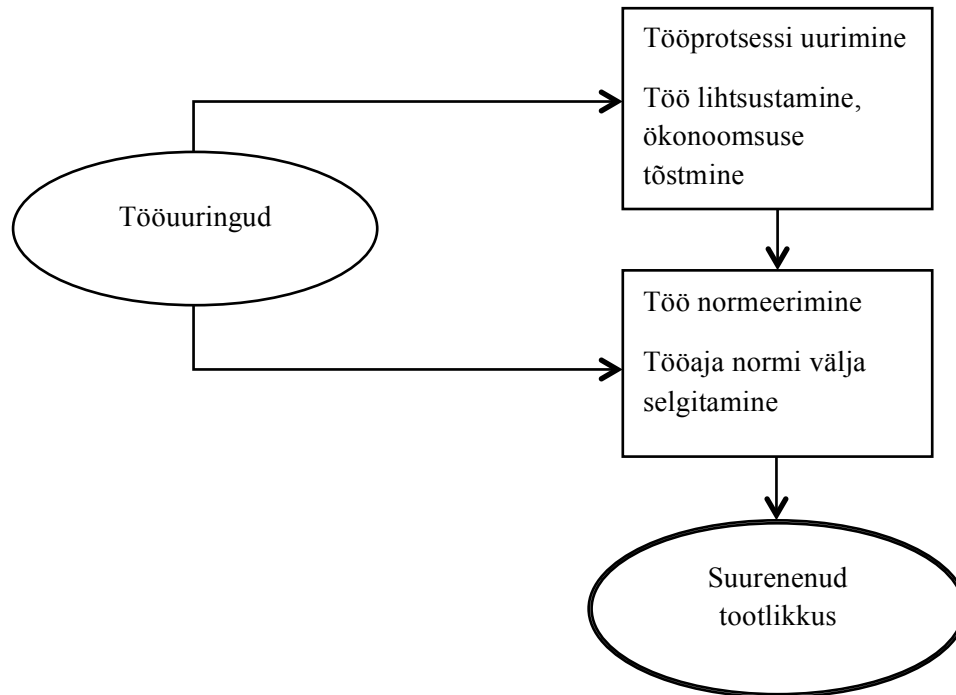 Tööprotsessi uurimine
Töö lihtsustamine,
ökonoomsuse
tõstmine
Tööuuringud
Töö normeerimine
Tööaja normi välja
selgitamine
Suurenenud
tootlikkus